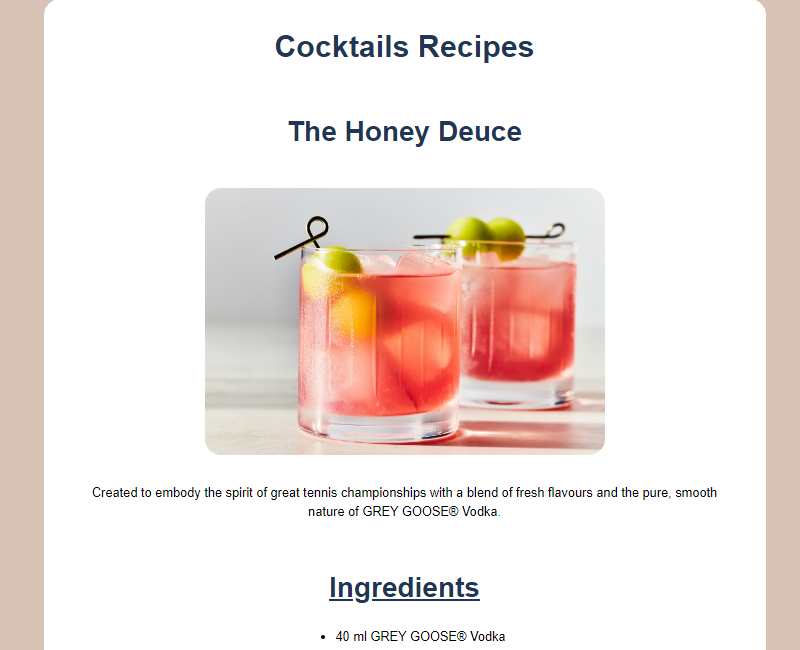 Cocktails Recipes
The Honey Deuce
Created to embody the spirit of great tennis championships with a blend of fresh flavours and the pure, smooth
nature of GREY GOOSE® Vodka.
Ingredients
• 40 ml GREY GOOSE® Vodka